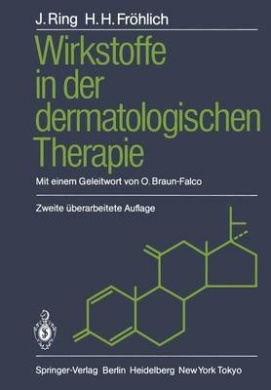 J. Ring H. H. Fröhlich
Wirkstoffe
in der
dermatologischen
Therapie
Mit einem Geleitwort von O. Braun-Falco
Zweite überarbeitete Auflage
Springer-Verlag Berlin Heidelberg New York Tokyo